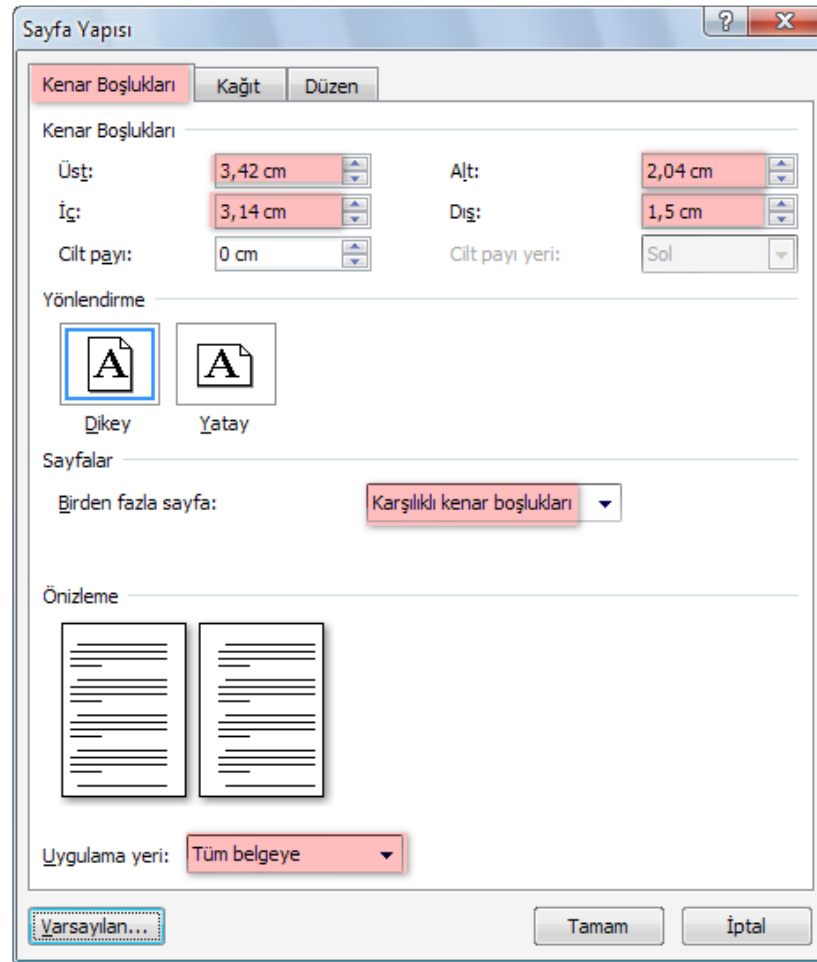 Sayfa Yapısı
Kenar Boşlukları Kağıt Düzen
Kenar Boşlukları
Üst: 3,42 cm Alt: 2,04 cm
İç: 3,14 cm Dış: 1,5 cm
Cilt payı: 0 cm Cilt payı yeri: Sol
Yönlendirme
A A
Dikey Yatay
Sayfalar
Birden fazla sayfa: Karşılıklı kenar boşlukları
Önizleme
Uygulama yeri: Tüm belgeye
Varsayılan... Tamam İptal